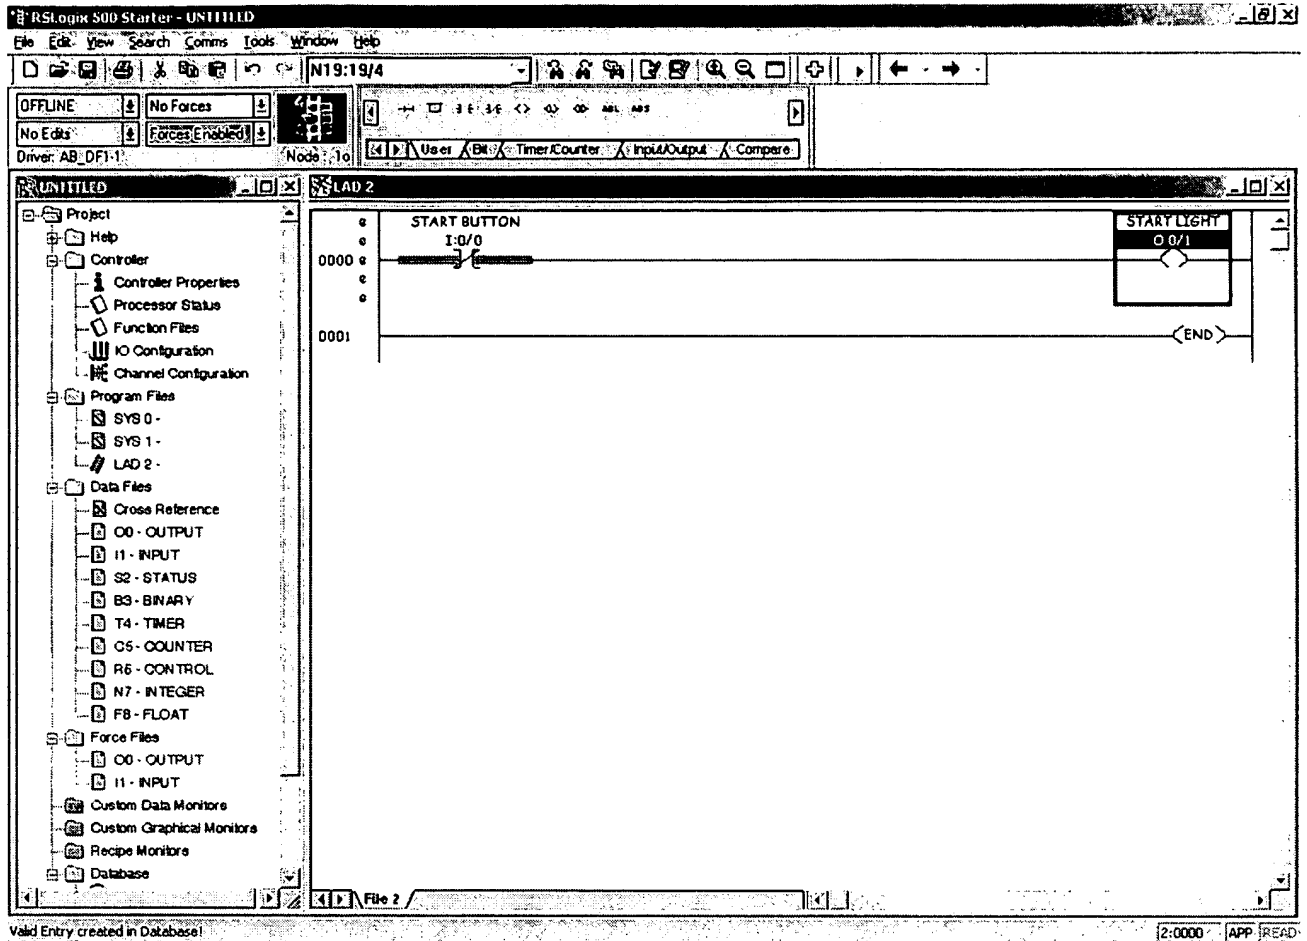 RSLogix 500 Starter - UNTITLED
File Edit View Search Comms Tools Window Help
N19:19/4
OFFLINE No Forces
No Edits Forces Enabled
Driver: AB_DF1-1 Node : 1o
User Bit Timer/Counter Input/Output Compare
UNTITLED
Project
Help
Controller
Controller Properties
Processor Status
Function Files
IO Configuration
Channel Configuration
Program Files
SYS 0 -
SYS 1 -
LAD 2 -
Data Files
Cross Reference
O0 - OUTPUT
I1 - INPUT
S2 - STATUS
B3 - BINARY
T4 - TIMER
C5 - COUNTER
R6 - CONTROL
N7 - INTEGER
F8 - FLOAT
Force Files
O0 - OUTPUT
I1 - INPUT
Custom Data Monitors
Custom Graphical Monitors
Recipe Monitors
Database
LAD 2
START BUTTON START LIGHT
I:0/0 O 0/1
0000
e
e
e
e
e
0001 END
File 2
Valid Entry created in Database! 2:0000 APP READ